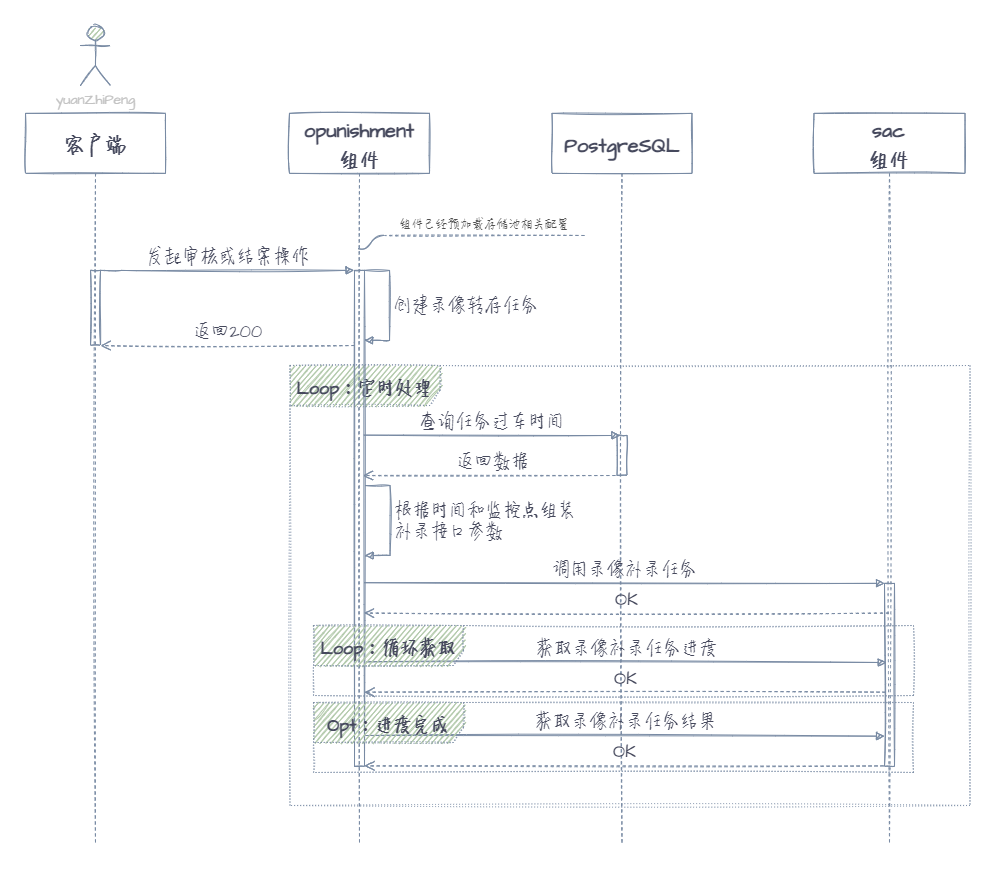 yuanZhiPeng
客户端
opunishment
组件
PostgreSQL
sac
组件
组件已经预加载存储池相关配置
发起审核或结案操作
创建录像转存任务
返回200
Loop：定时处理
查询任务过车时间
返回数据
根据时间和监控点组装
补录接口参数
调用录像补录任务
OK
Loop：循环获取
获取录像补录任务进度
OK
Opt：进度完成
获取录像补录任务结果
OK